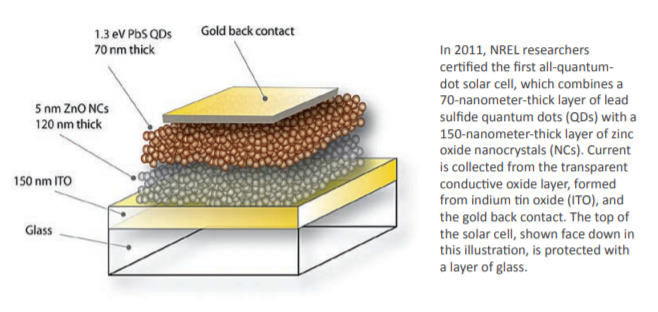 1.3 eV PbS QDs
70 nm thick
Gold back contact
5 nm ZnO NCs
120 nm thick
150 nm ITO
Glass
In 2011, NREL researchers
certified the first all-quantum-
dot solar cell, which combines a
70-nanometer-thick layer of lead
sulfide quantum dots (QDs) with a
150-nanometer-thick layer of zinc
oxide nanocrystals (NCs). Current
is collected from the transparent
conductive oxide layer, formed
from indium tin oxide (ITO), and
the gold back contact. The top of
the solar cell, shown face down in
this illustration, is protected with
a layer of glass.